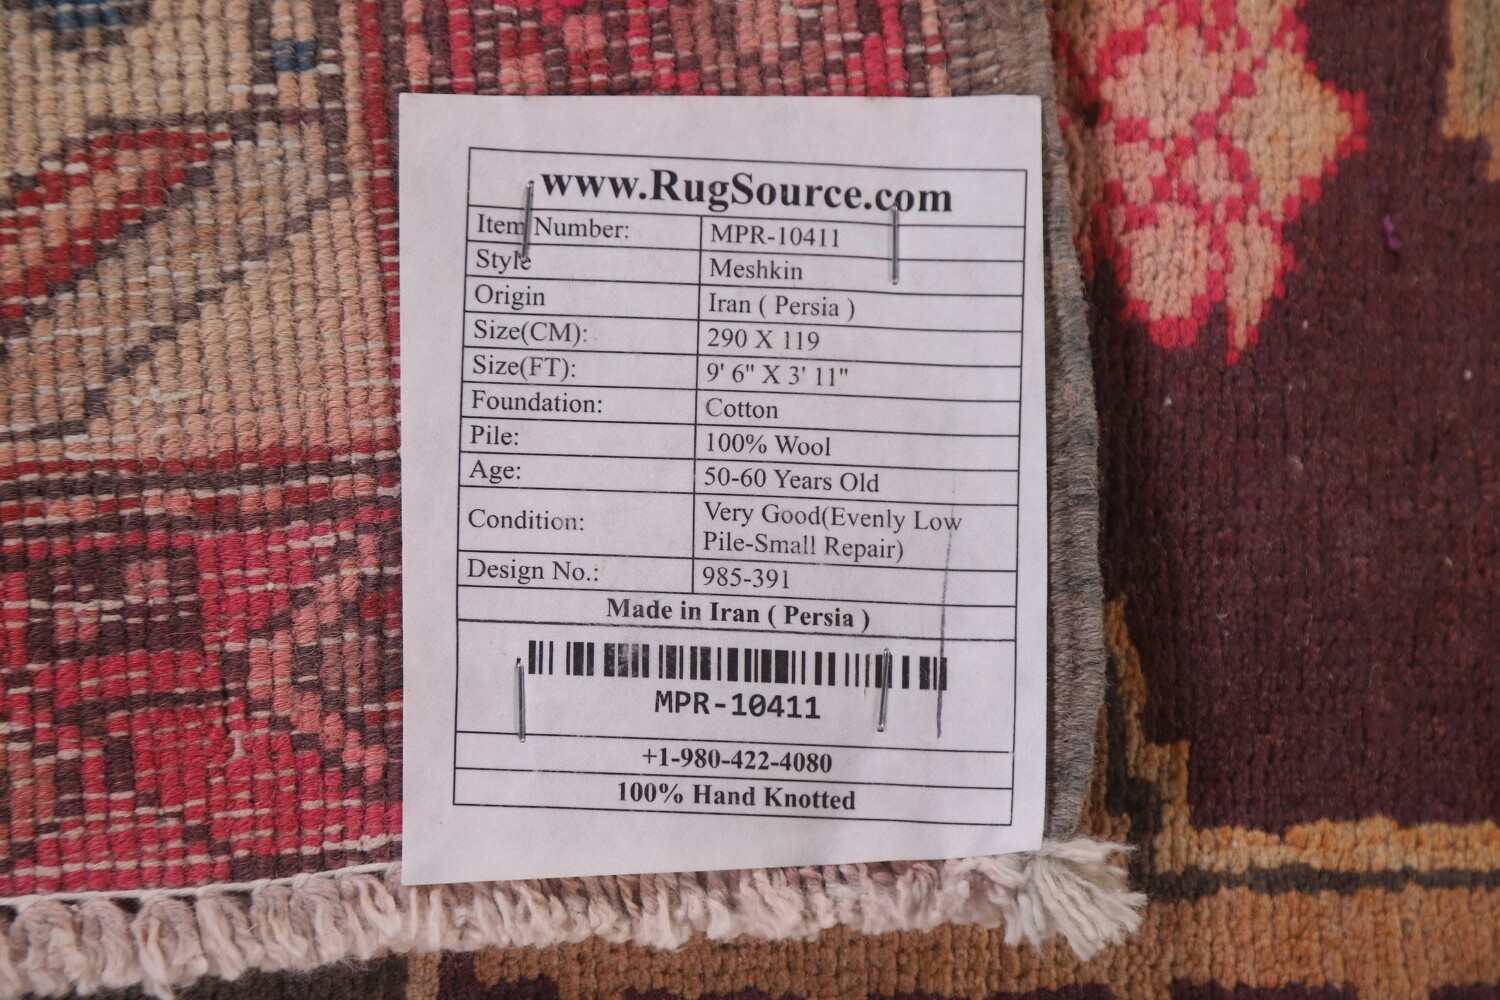 www.RugSource.com
Item Number: MPR-10411
Style Meshkin
Origin Iran ( Persia )
Size(CM): 290 X 119
Size(FT): 9' 6" X 3' 11"
Foundation: Cotton
Pile: 100% Wool
Age: 50-60 Years Old
Condition: Very Good(Evenly Low
Pile-Small Repair)
Design No.: 985-391
Made in Iran ( Persia )
MPR-10411
+1-980-422-4080
100% Hand Knotted